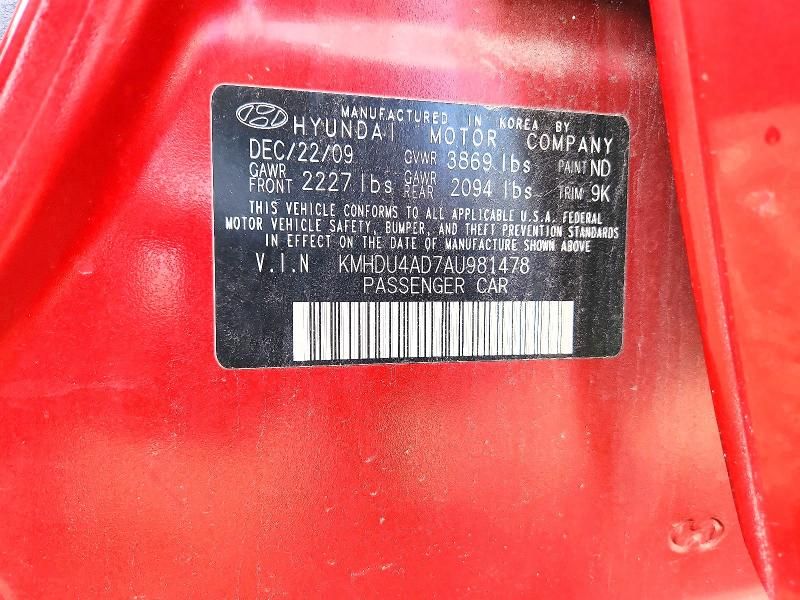 MANUFACTURED IN KOREA BY
HYUNDAI MOTOR COMPANY
DEC/22/09 GVWR 3869 lbs PAINT ND
GAWR FRONT 2227 lbs GAWR REAR 2094 lbs TRIM 9K
THIS VEHICLE CONFORMS TO ALL APPLICABLE U.S.A. FEDERAL
MOTOR VEHICLE SAFETY, BUMPER, AND THEFT PREVENTION STANDARDS
IN EFFECT ON THE DATE OF MANUFACTURE SHOWN ABOVE
V.I.N KMHDU4AD7AU981478
PASSENGER CAR